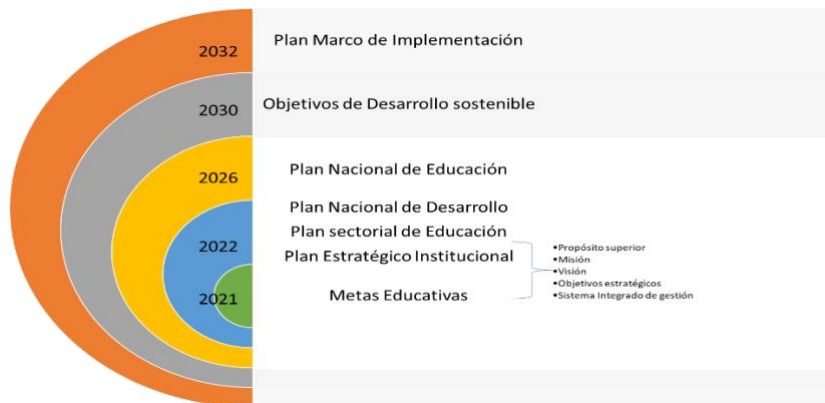 2032 Plan Marco de Implementación
2030 Objetivos de Desarrollo sostenible
2026 Plan Nacional de Educación
Plan Nacional de Desarrollo
Plan sectorial de Educación
2022 Plan Estratégico Institucional
•Propósito superior
•Misión
•Visión
•Objetivos estratégicos
•Sistema Integrado de gestión
2021 Metas Educativas